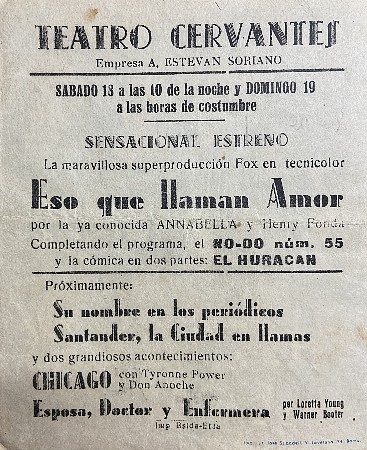 TEATRO CERVANTES
Empresa A. ESTEVAN SORIANO
SABADO 18 a las 10 de la noche y DOMINGO 19
a las horas de costumbre
SENSACIONAL ESTRENO
La maravillosa superproducción Fox en tecnicolor
Eso que llaman Amor
por la ya conocida ANNABELLA y Henry Fonda
Completando el programa, el NO-DO núm. 55
y la cómica en dos partes: EL HURACAN
Próximamente:
Su nombre en los periódicos
Santander, la Ciudad en llamas
y dos grandiosos acontecimientos:
CHICAGO con Tyronne Power
y Don Anoche
Esposa, Doctor y Enfermera por Loretta Young
y Warner Baxter
Imp.